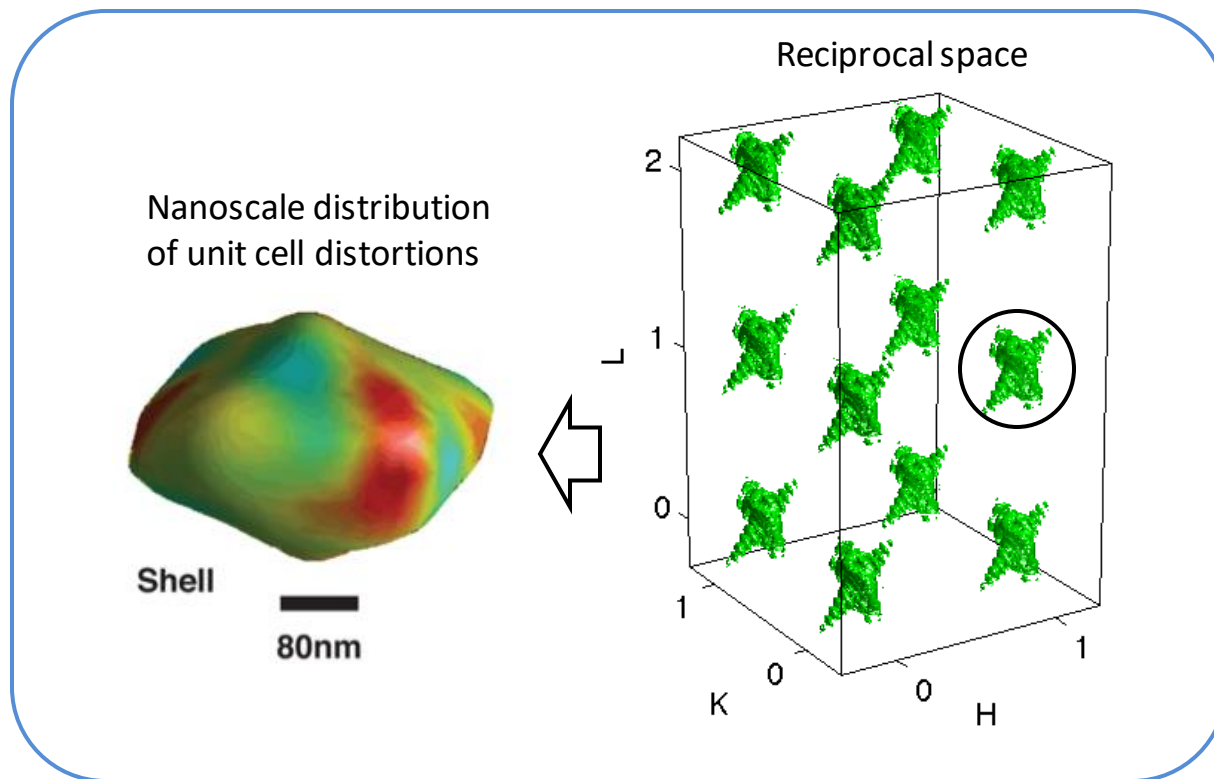 Reciprocal space
Nanoscale distribution
of unit cell distortions
Shell
80nm
2
1
0
L
1
0
K
0
1
H